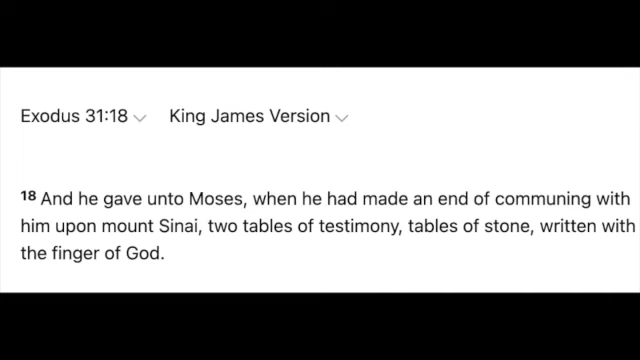 Exodus 31:18 King James Version
18 And he gave unto Moses, when he had made an end of communing with
him upon mount Sinai, two tables of testimony, tables of stone, written with
the finger of God.